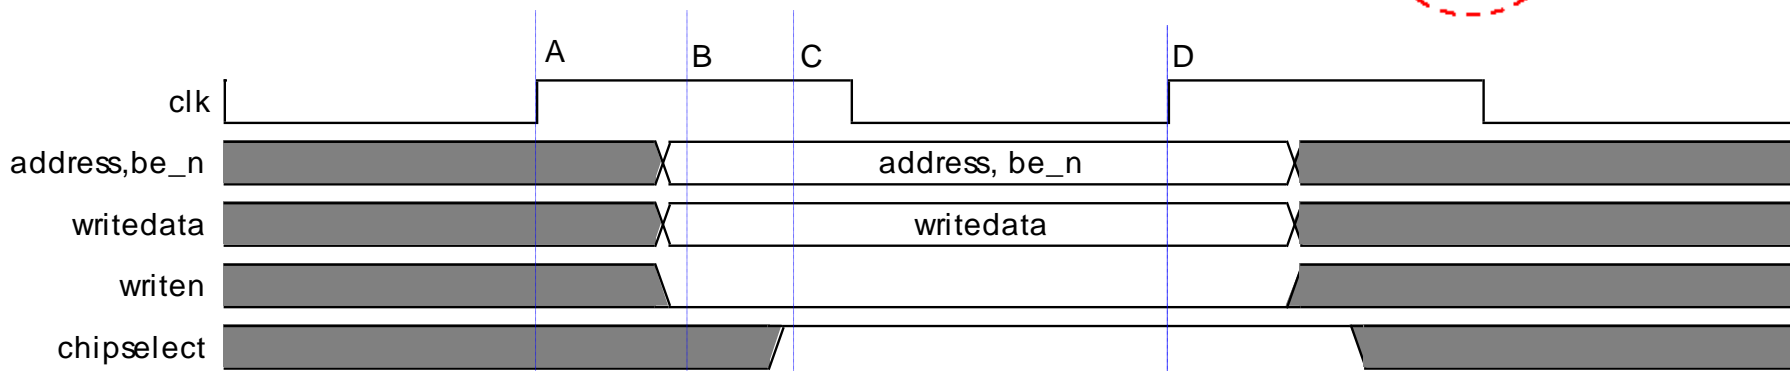 A B C D
clk
address,be_n address, be_n
writedata writedata
writen
chipselect